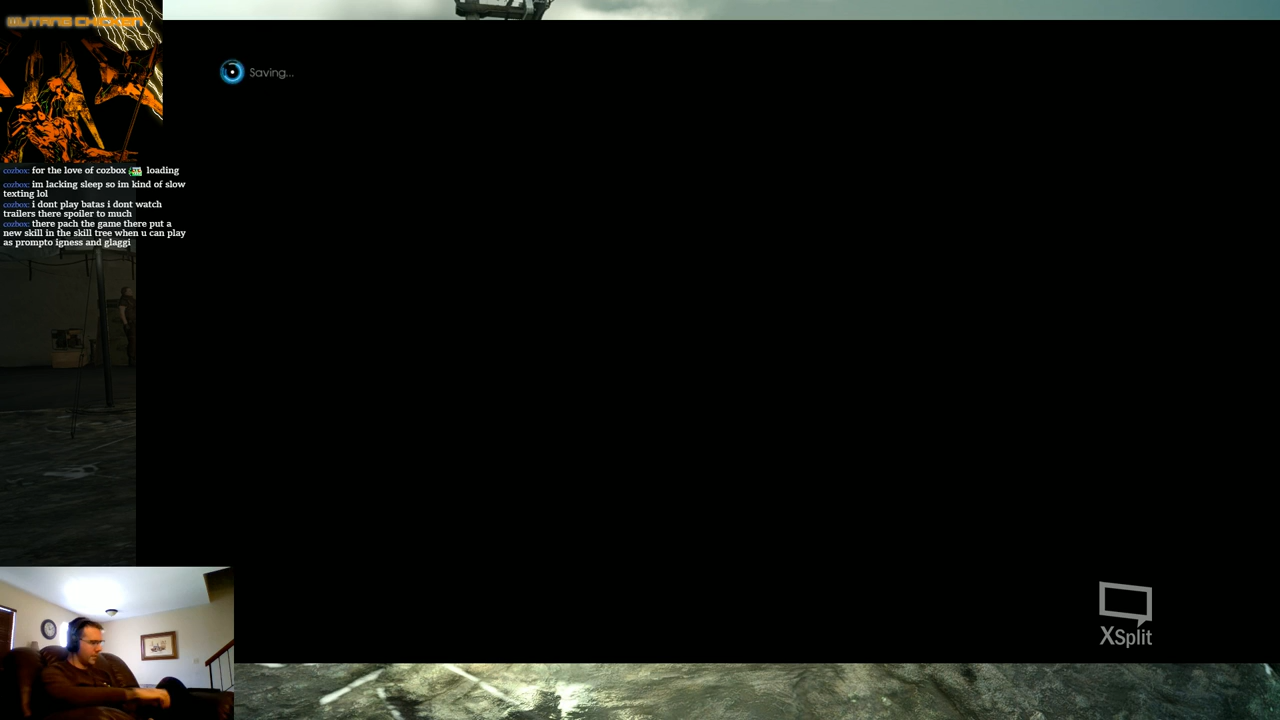 WUTANG CHICKEN
Saving...
cozbox: for the love of cozbox loading
cozbox: im lacking sleep so im kind of slow
texting lol
cozbox: i dont play batas i dont watch
trailers there spoiler to much
cozbox: there pach the game there put a
new skill in the skill tree when u can play
as prompto igness and glaggi
XSplit